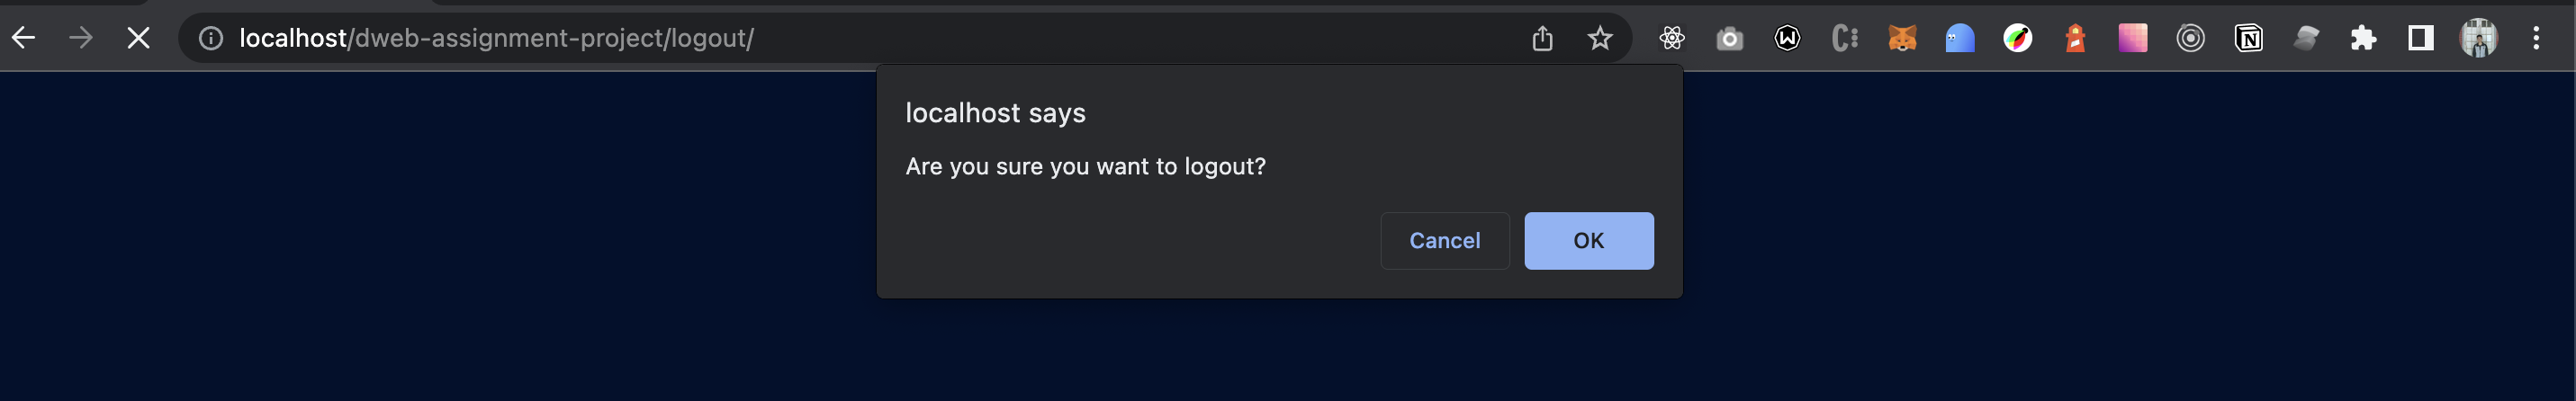 localhost/dweb-assignment-project/logout/
localhost says
Are you sure you want to logout?
Cancel
OK